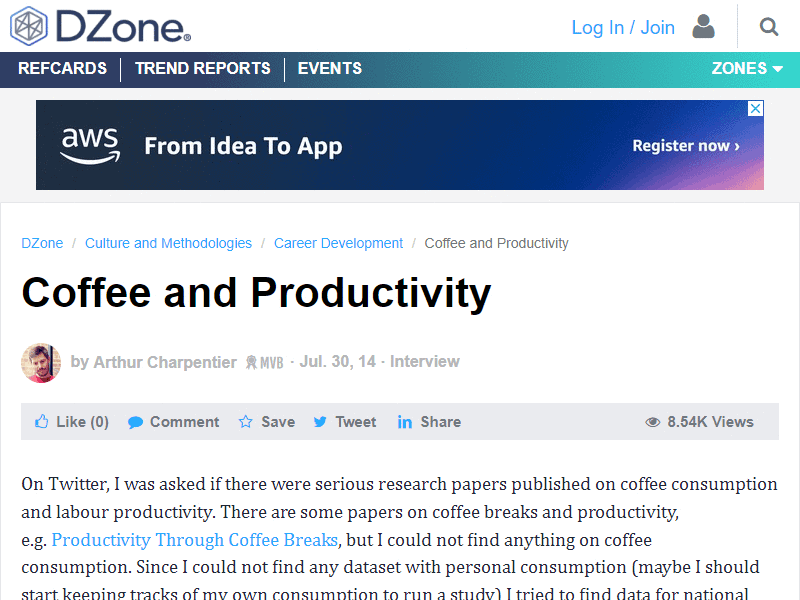 DZone®
Log In / Join
REFCARDS TREND REPORTS EVENTS ZONES
aws From Idea To App Register now ›
DZone / Culture and Methodologies / Career Development / Coffee and Productivity
Coffee and Productivity
by Arthur Charpentier MVB · Jul. 30, 14 · Interview
Like (0) Comment Save Tweet Share 8.54K Views
On Twitter, I was asked if there were serious research papers published on coffee consumption
and labour productivity. There are some papers on coffee breaks and productivity,
e.g. Productivity Through Coffee Breaks, but I could not find anything on coffee
consumption. Since I could not find any dataset with personal consumption (maybe I should
start keeping tracks of my own consumption to run a study) I tried to find data for national